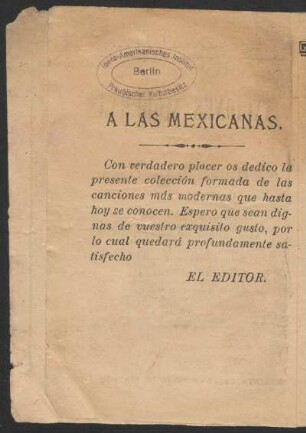 Ibero-Amerikanisches Institut
Berlin
Preußischer Kulturbesitz
A LAS MEXICANAS.
Con verdadero placer os dedico la
presente colección formada de las
canciones más modernas que hasta
hoy se conocen. Espero que sean dig-
nas de vuestro exquisito gusto, por
lo cual quedará profundamente sa-
tisfecho
EL EDITOR.